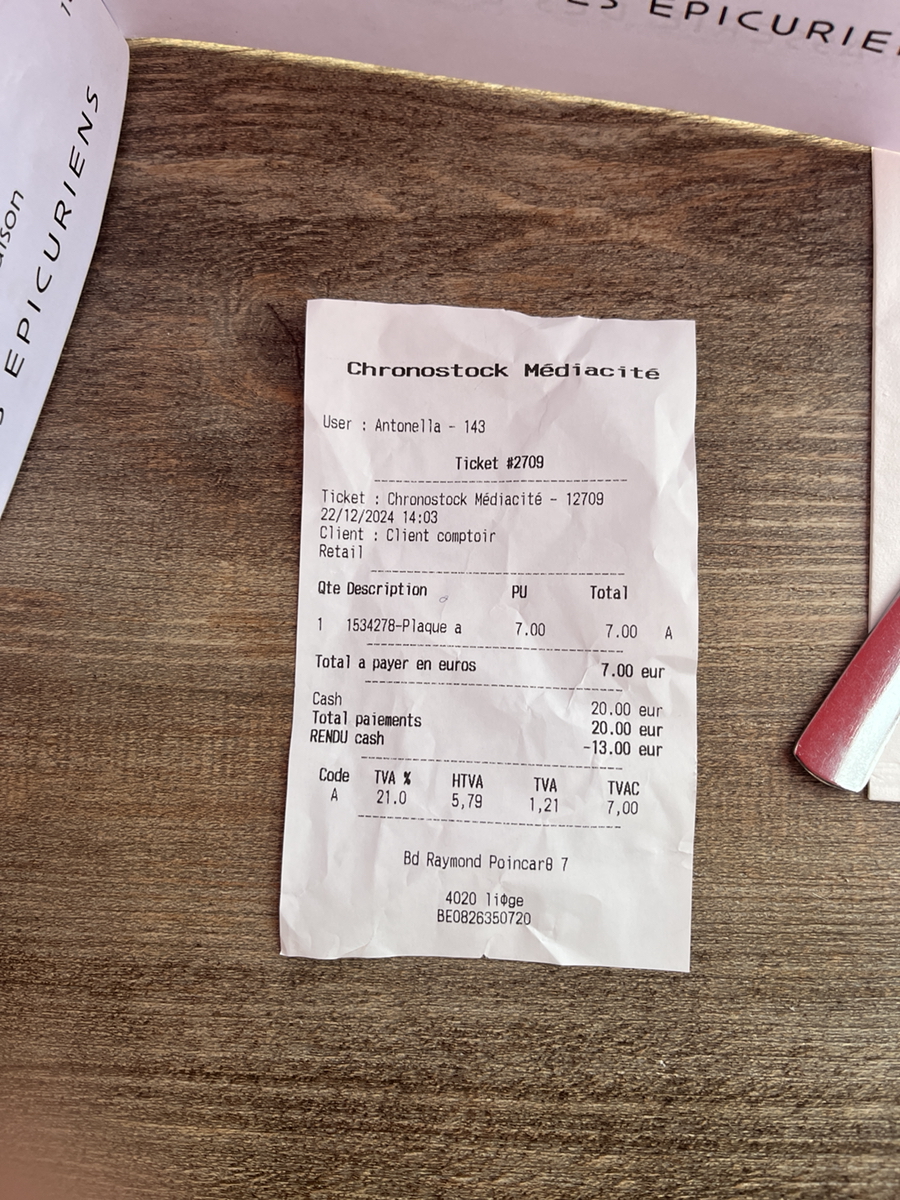 EPICURIE
EPICURIENS
Chronostock Médiacité
User : Antonella - 143
Ticket #2709
Ticket : Chronostock Médiacité - 12709
22/12/2024 14:03
Client : Client comptoir
Retail
Qte Description PU Total
1 1534278-Plaque a 7.00 7.00 A
Total a payer en euros 7.00 eur
Cash 20.00 eur
Total paiements 20.00 eur
RENDU cash -13.00 eur
Code TVA % HTVA TVA TVAC
A 21.0 5,79 1,21 7,00
Bd Raymond Poincar8 7
4020 liΦge
BE0826350720